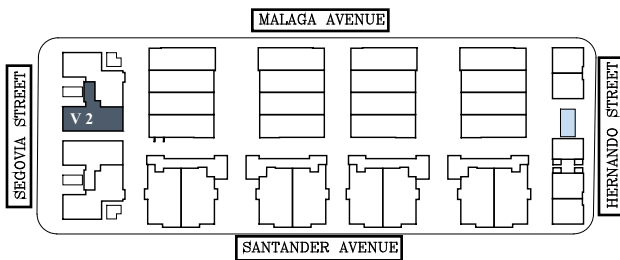 MALAGA AVENUE
SEGOVIA STREET
V 2
HERNANDO STREET
SANTANDER AVENUE